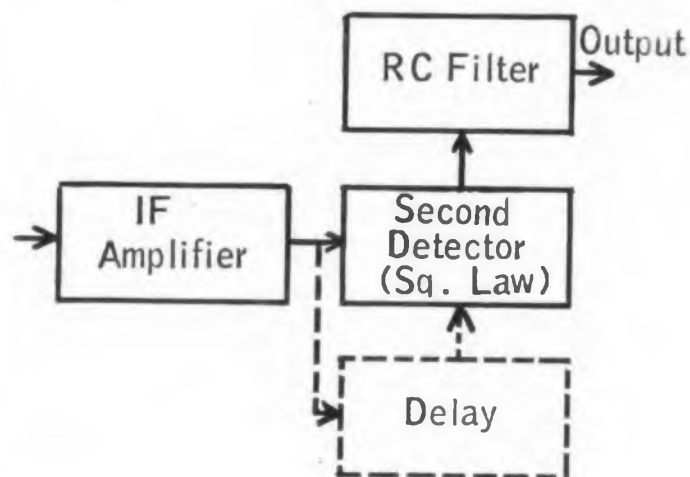 RC Filter
Output
IF
Amplifier
Second
Detector
(Sq. Law)
Delay